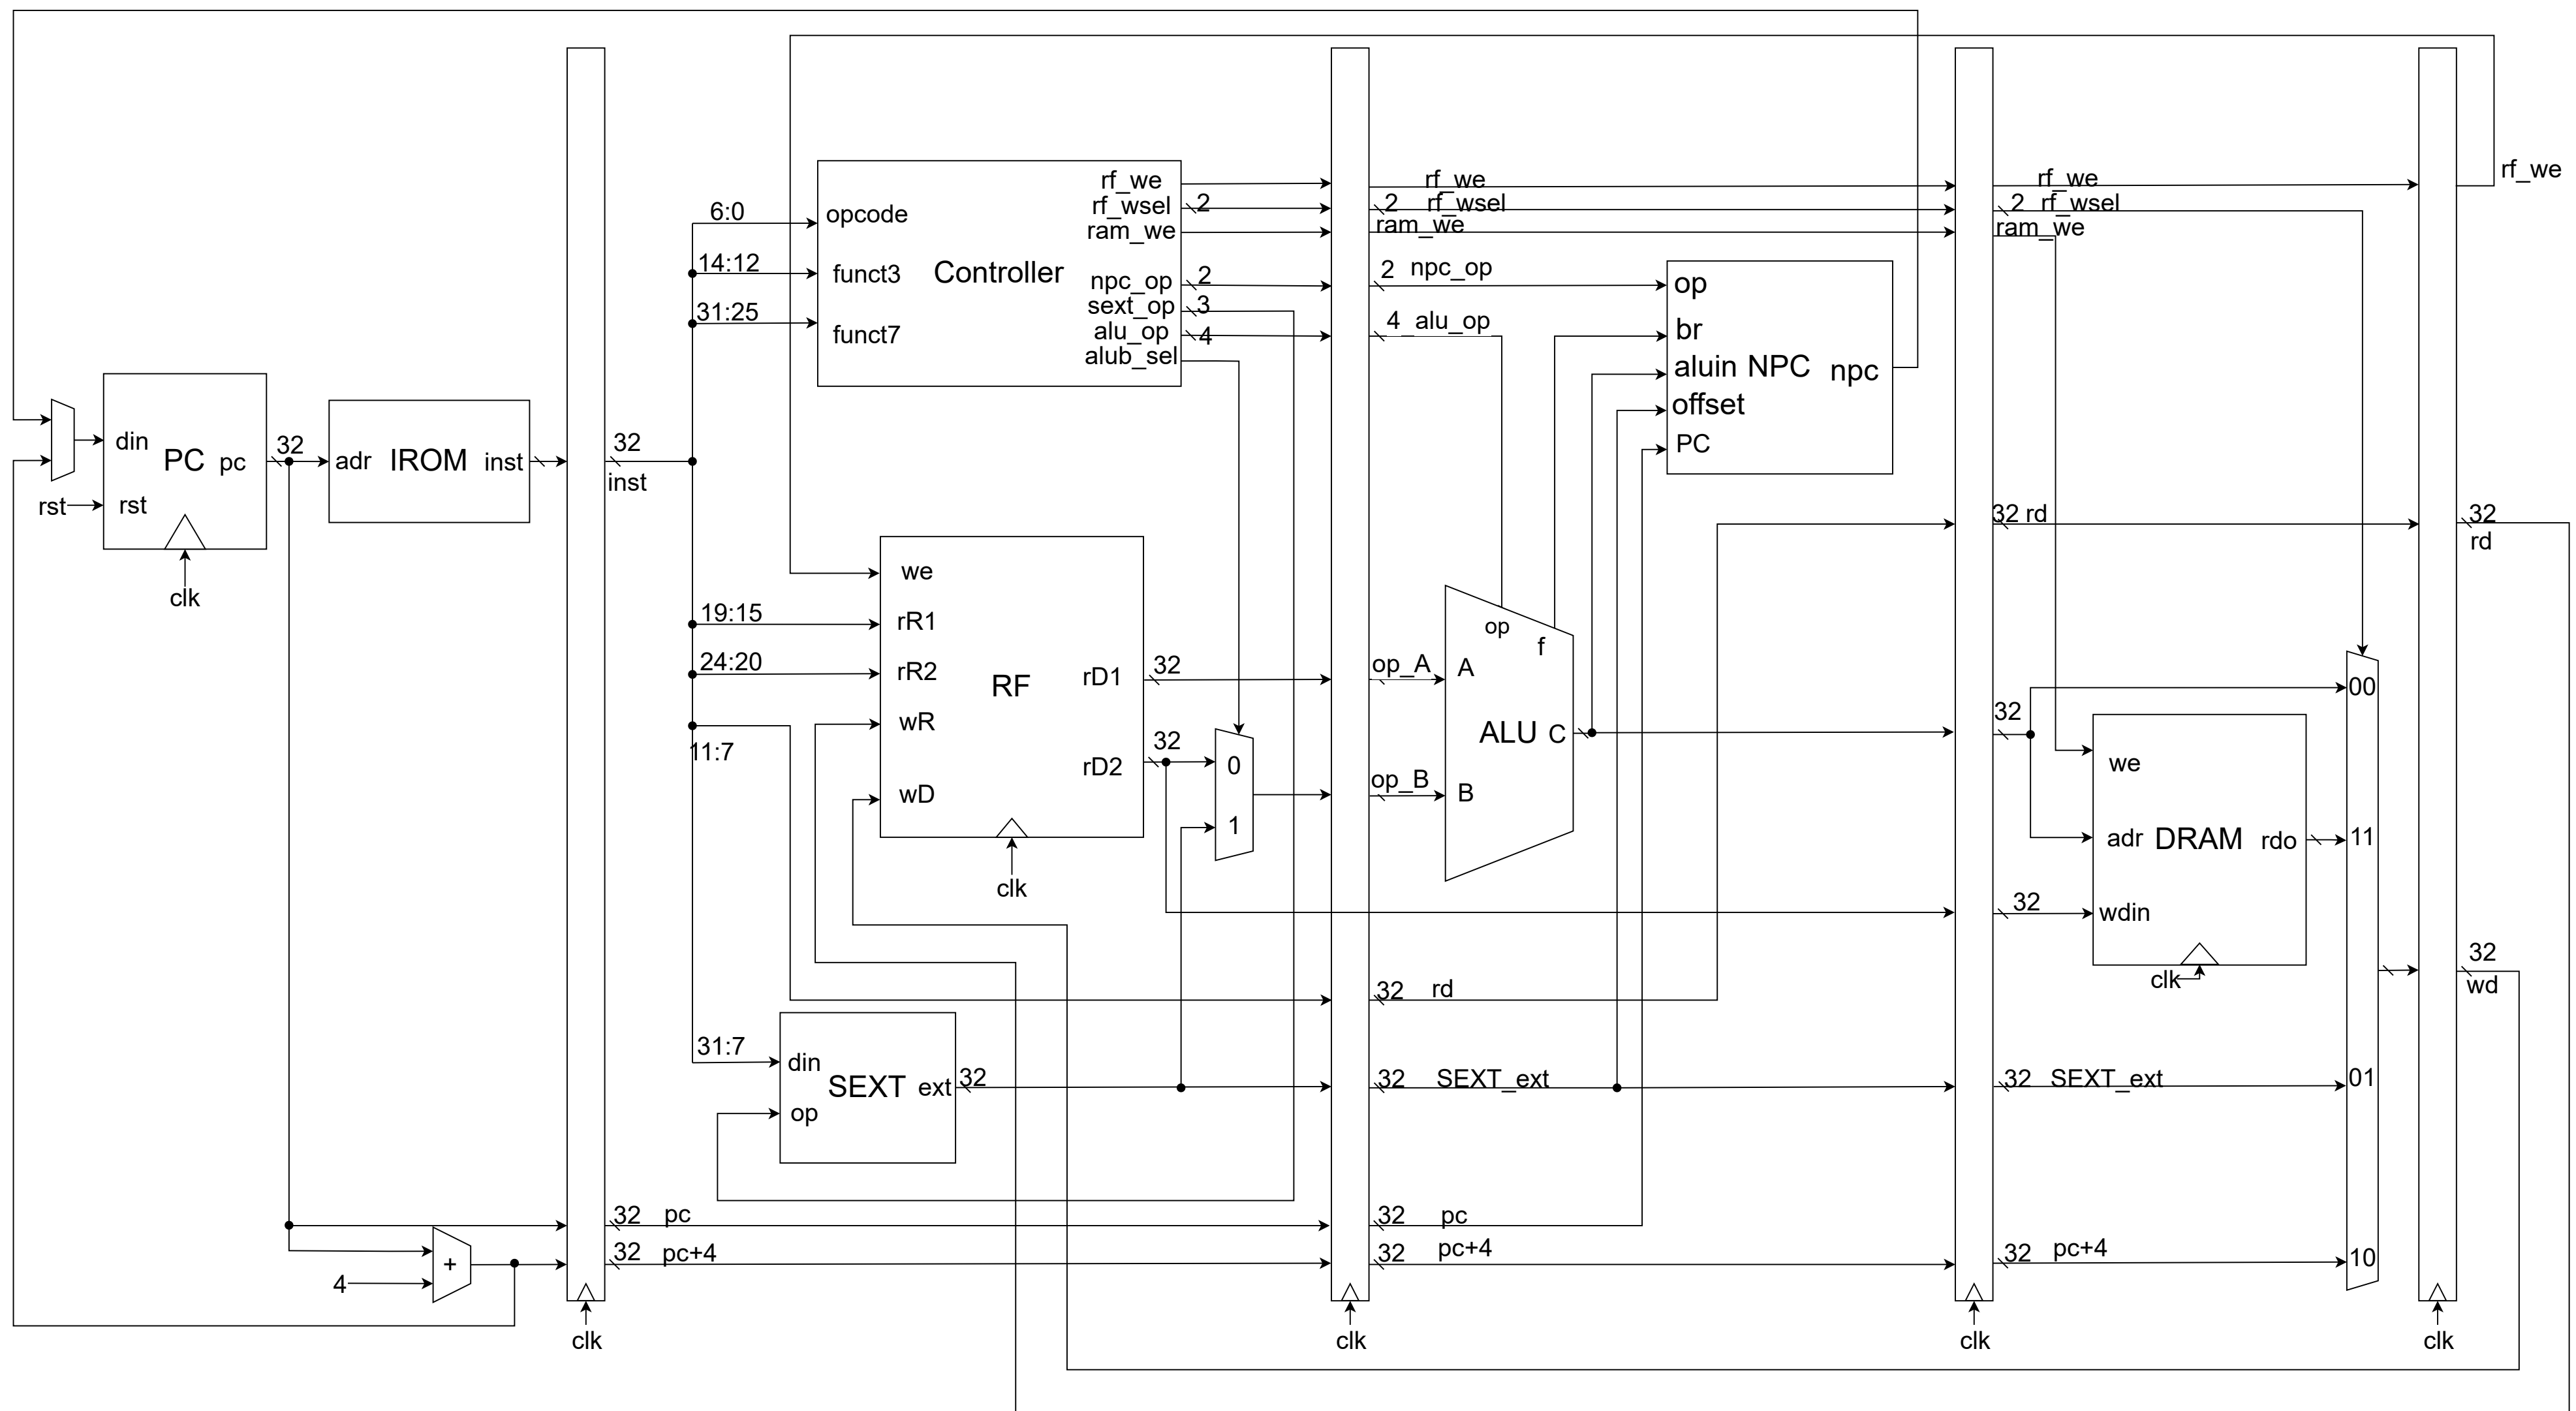 rf_we
rf_wsel
2
ram_we
rf_we
2 rf_wsel
ram_we
rf_we
2 rf_wsel
ram_we
rf_we
6:0
opcode
14:12
funct3
Controller
31:25
funct7
npc_op
2
sext_op
3
alu_op
4
alub_sel
2 npc_op
4 alu_op
op
br
aluin NPC npc
offset
PC
din
PC pc
rst
rst
clk
32
adr IROM inst
32
inst
we
19:15
rR1
24:20
rR2
RF
rD1
32
wR
11:7
32
rD2
wD
clk
0
1
op_A
A
op
f
ALU C
op_B
B
32 rd
32
rd
32
00
we
adr DRAM rdo
11
32
wdin
clk
32
wd
32 rd
31:7
din
SEXT ext
32
op
32 SEXT_ext
32 SEXT_ext
01
32 pc
32 pc
32 pc+4
32 pc+4
32 pc+4
10
+
4
clk
clk
clk
clk